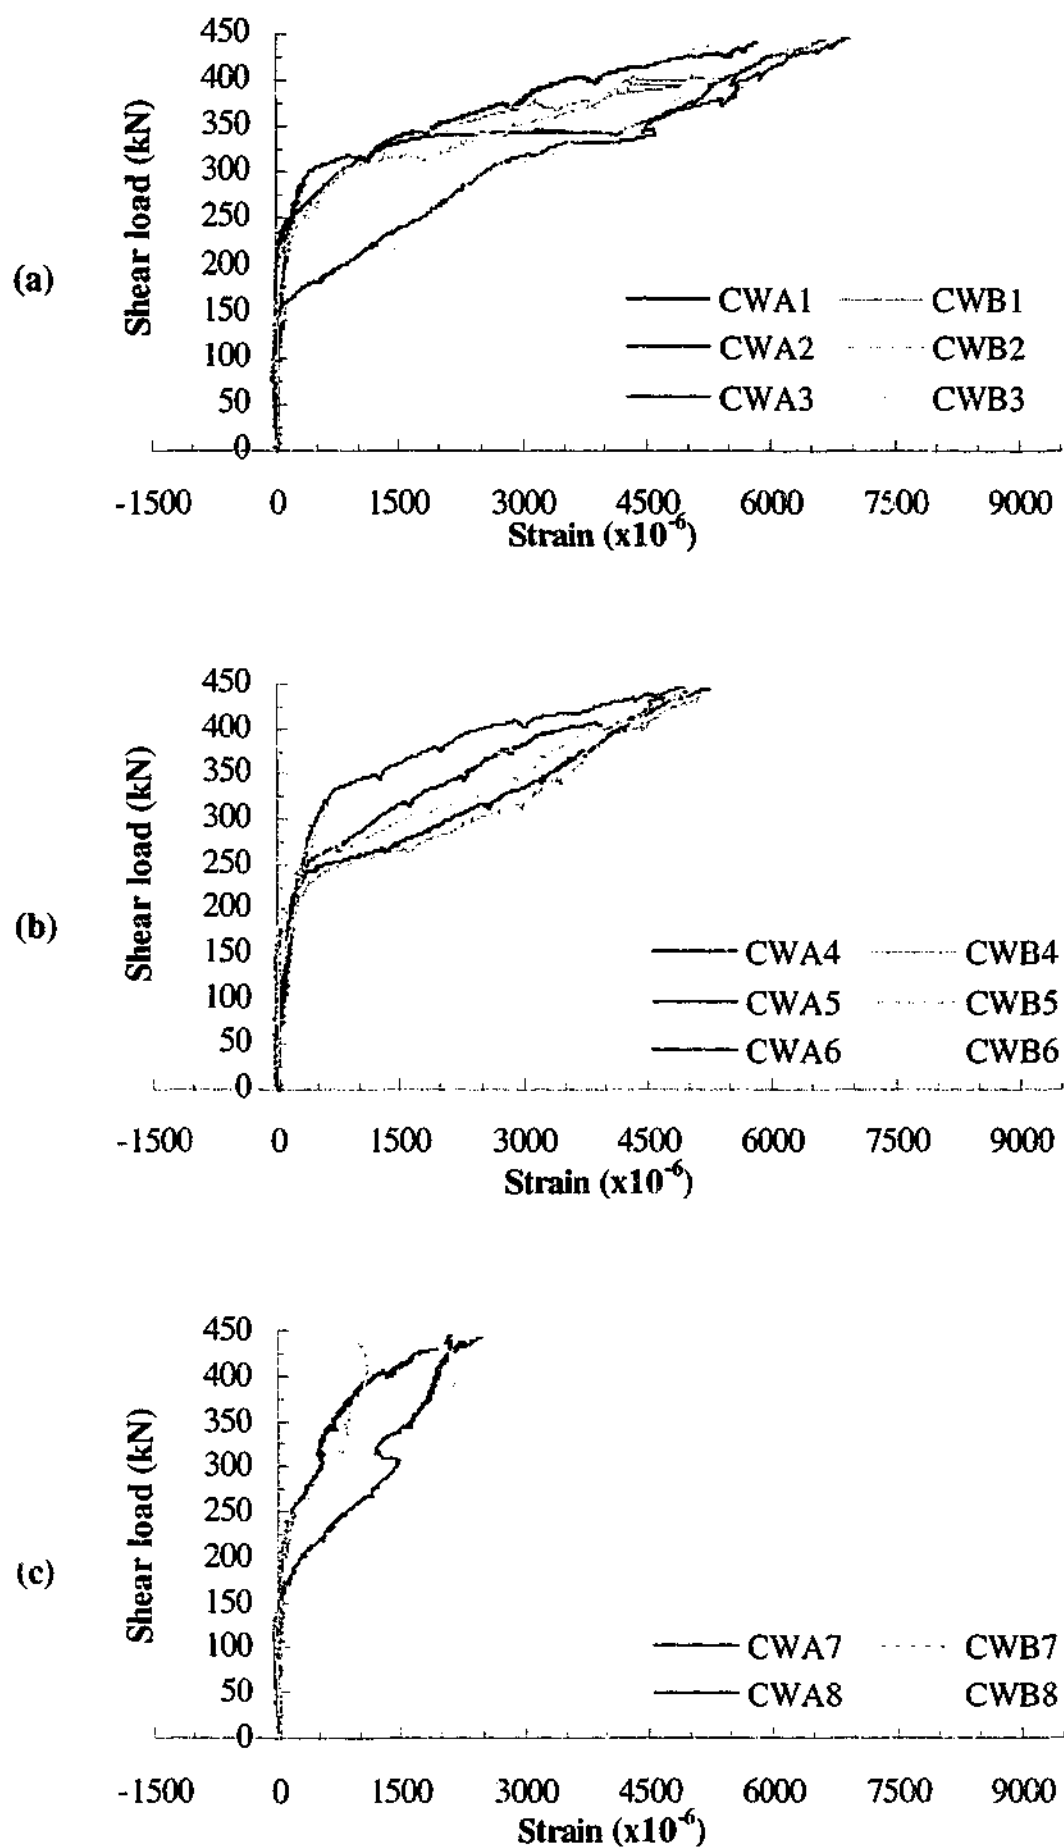 450
400
350
300
250
200
150
100
50
0
Shear load (kN)
(a)
CWA1 CWB1
CWA2 CWB2
CWA3 CWB3
-1500 0 1500 3000 4500 6000 7500 9000
Strain (x10⁻⁶)
450
400
350
300
250
200
150
100
50
0
Shear load (kN)
(b)
CWA4 CWB4
CWA5 CWB5
CWA6 CWB6
-1500 0 1500 3000 4500 6000 7500 9000
Strain (x10⁻⁶)
450
400
350
300
250
200
150
100
50
0
Shear load (kN)
(c)
CWA7 CWB7
CWA8 CWB8
-1500 0 1500 3000 4500 6000 7500 9000
Strain (x10⁻⁶)